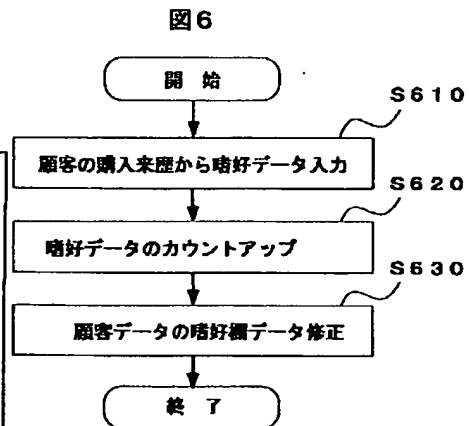 図６
開 始
Ｓ６１０
顧客の購入来歴から嗜好データ入力
Ｓ６２０
嗜好データのカウントアップ
Ｓ６３０
顧客データの嗜好欄データ修正
終 了